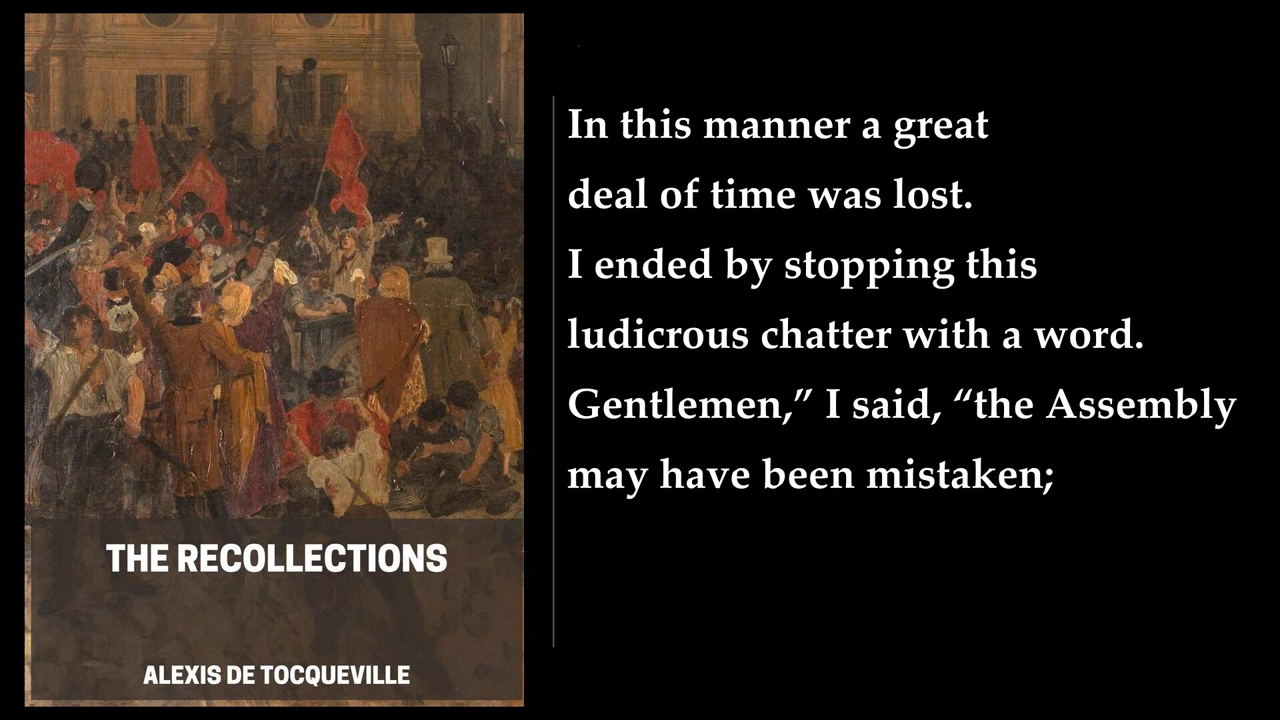 THE RECOLLECTIONS
ALEXIS DE TOCQUEVILLE
In this manner a great
deal of time was lost.
I ended by stopping this
ludicrous chatter with a word.
Gentlemen,” I said, “the Assembly
may have been mistaken;